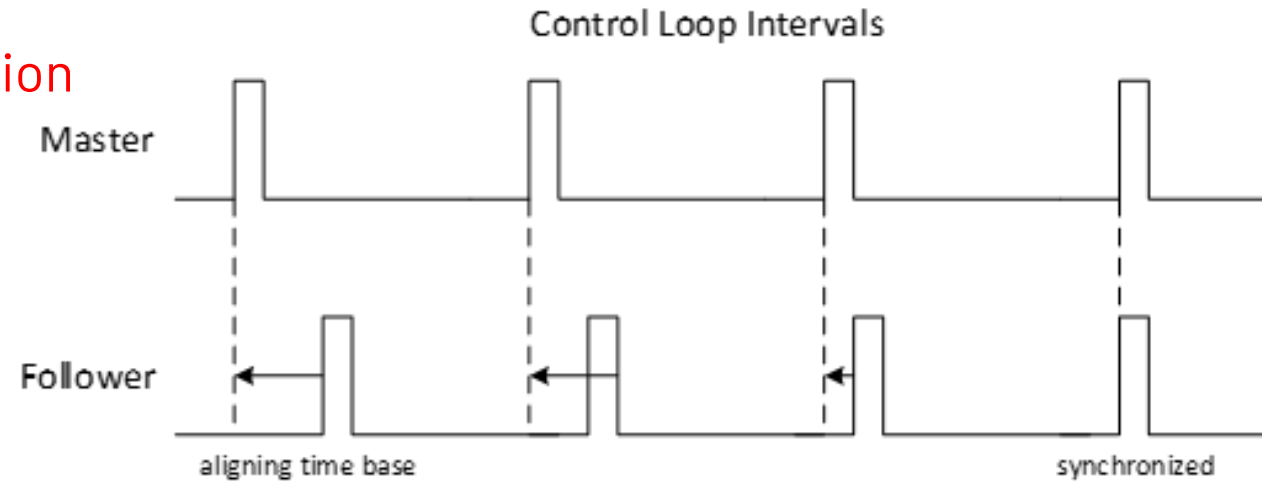 Control Loop Intervals
ion
Master
Follower
aligning time base
synchronized